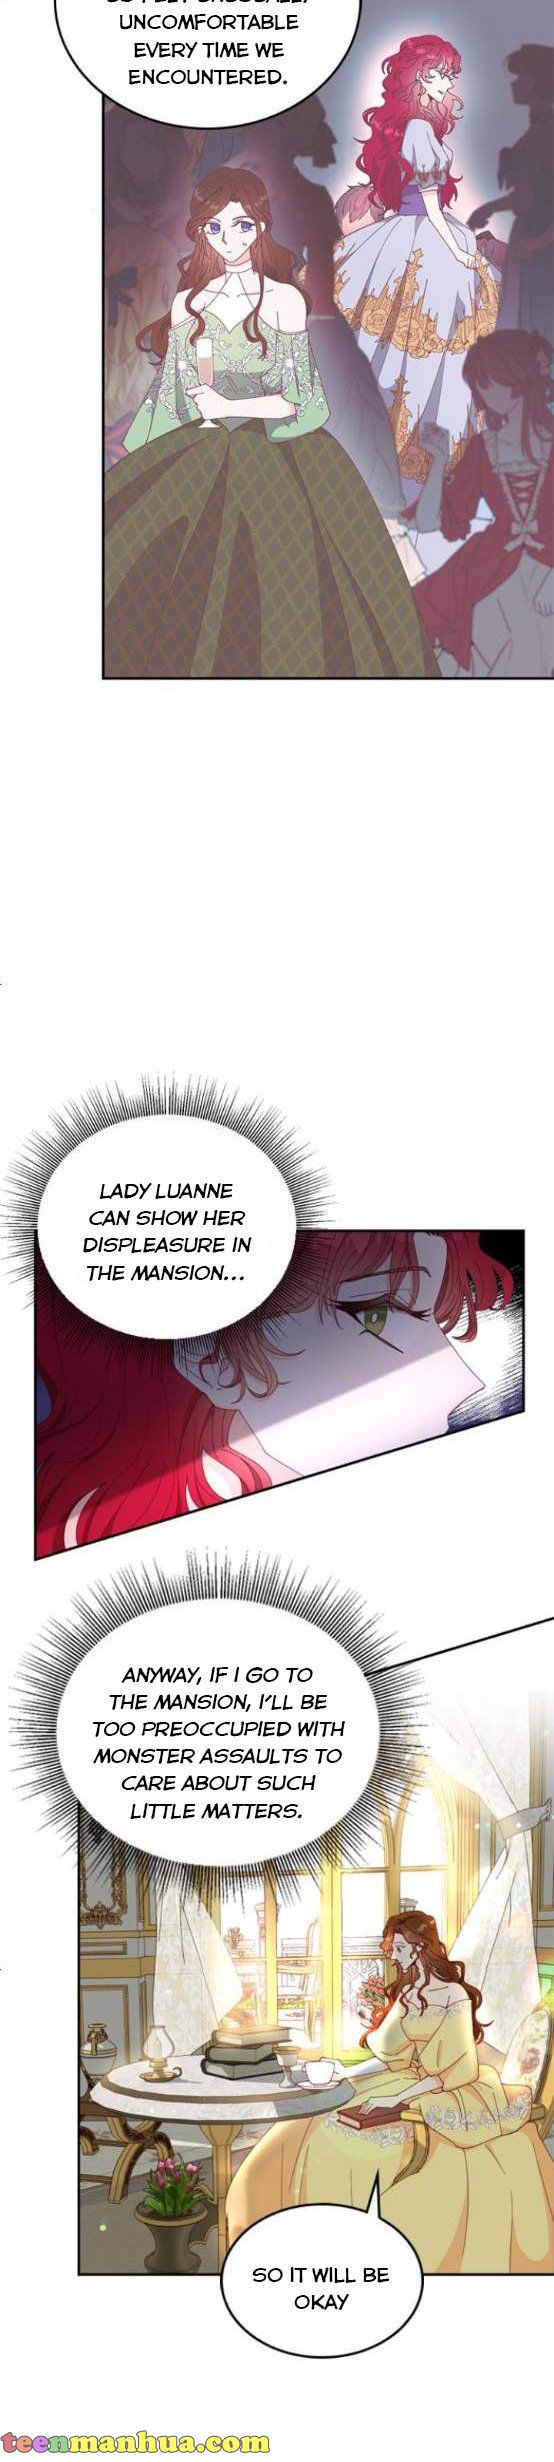 UNCOMFORTABLE
EVERY TIME WE
ENCOUNTERED.
LADY LUANNE
CAN SHOW HER
DISPLEASURE IN
THE MANSION...
ANYWAY, IF I GO TO
THE MANSION, I'LL BE
TOO PREOCCUPIED WITH
MONSTER ASSAULTS TO
CARE ABOUT SUCH
LITTLE MATTERS.
SO IT WILL BE
OKAY
teenmanhua.com